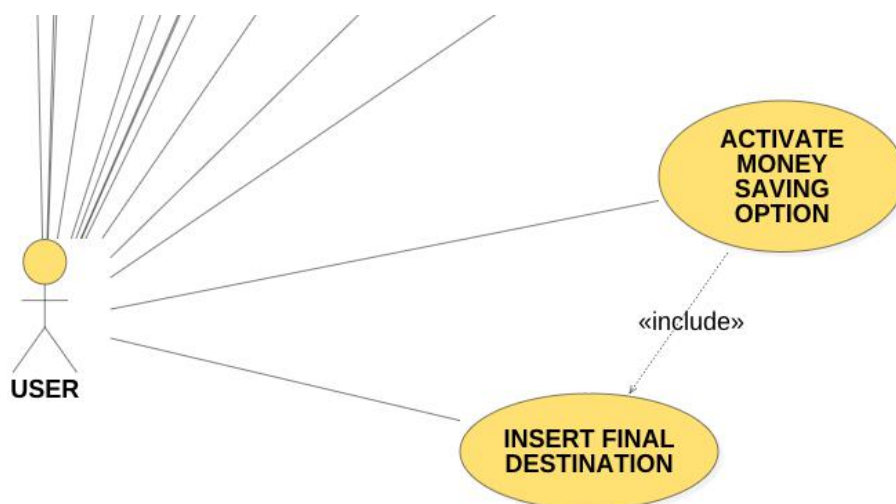 ACTIVATE
MONEY
SAVING
OPTION
«include»
USER
INSERT FINAL
DESTINATION